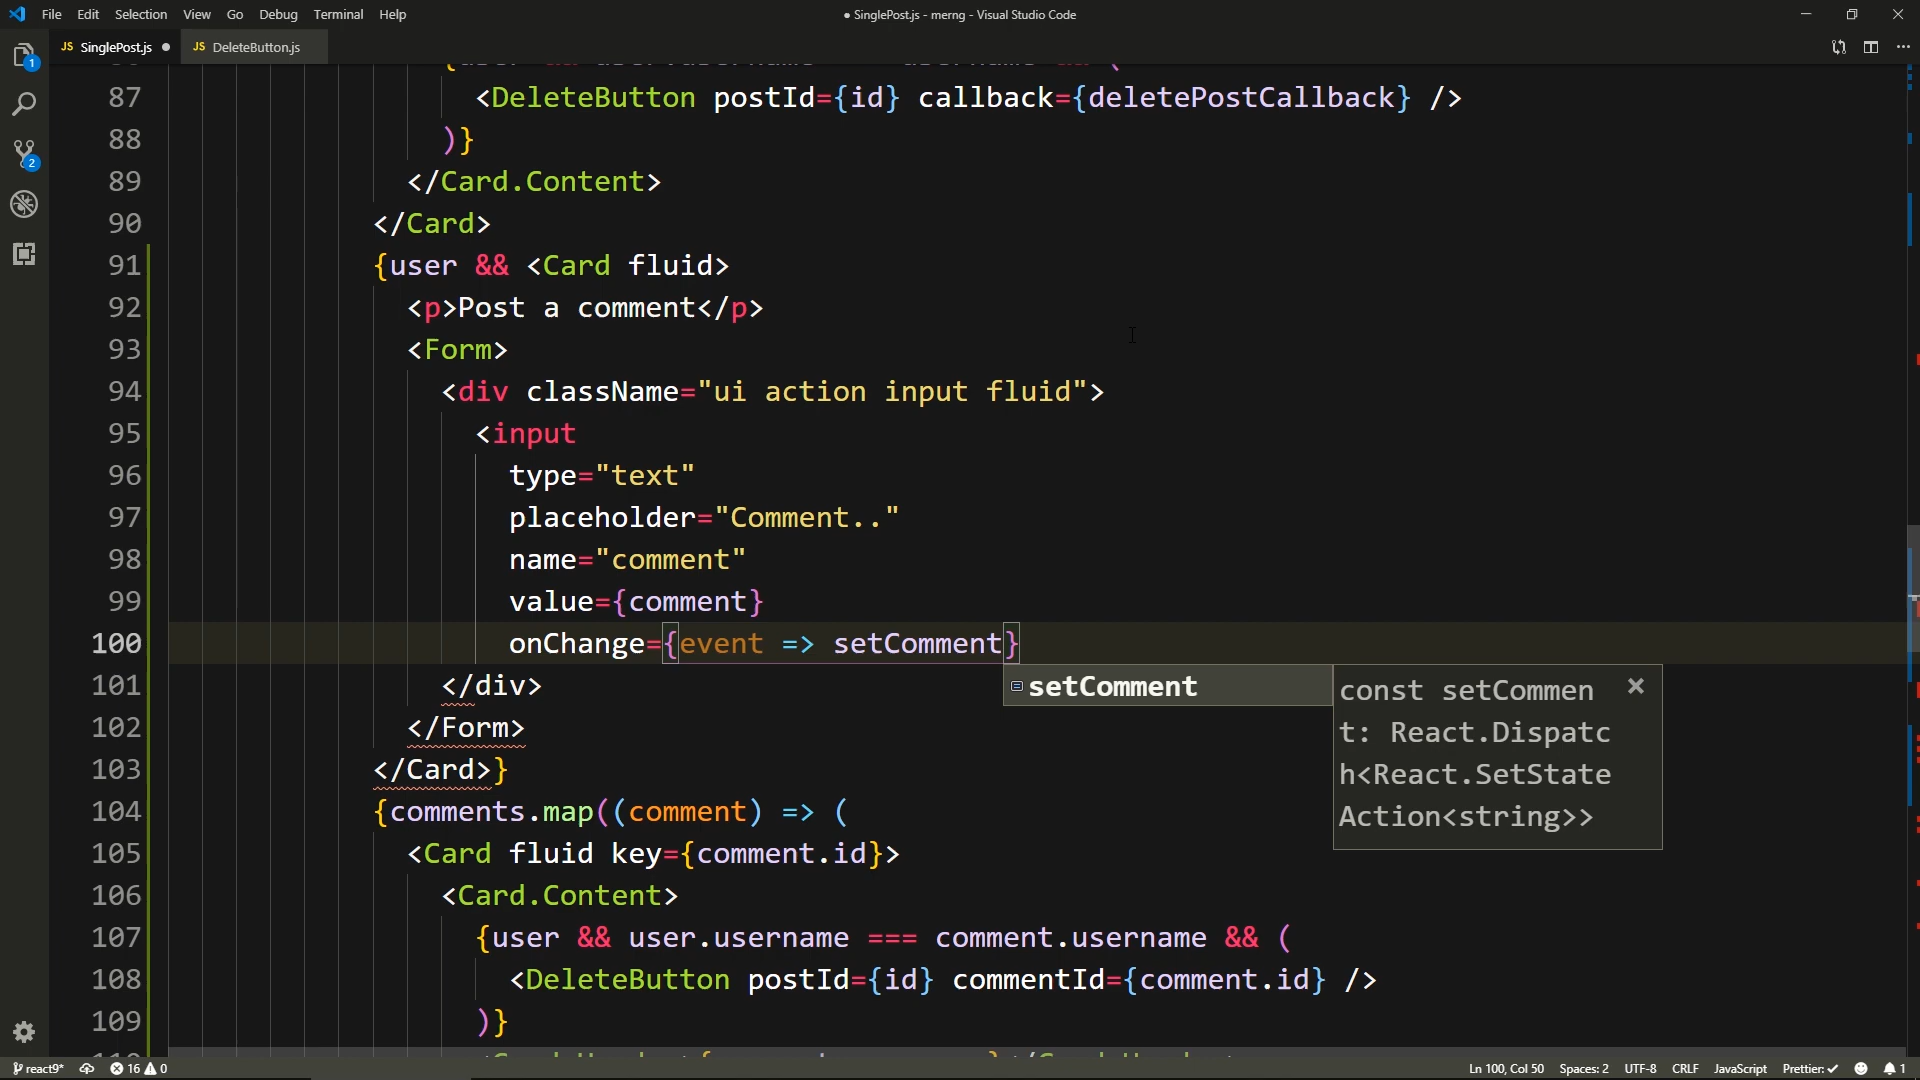 File Edit Selection View Go Debug Terminal Help
● SinglePost.js - merng - Visual Studio Code
JS SinglePost.js ●
JS DeleteButton.js
87 <DeleteButton postId={id} callback={deletePostCallback} />
88 )}
89 </Card.Content>
90 </Card>
91 {user && <Card fluid>
92 <p>Post a comment</p>
93 <Form>
94 <div className="ui action input fluid">
95 <input
96 type="text"
97 placeholder="Comment.."
98 name="comment"
99 value={comment}
100 onChange={event => setComment}
101 </div>
102 </Form>
103 </Card>}
104 {comments.map((comment) => (
105 <Card fluid key={comment.id}>
106 <Card.Content>
107 {user && user.username === comment.username && (
108 <DeleteButton postId={id} commentId={comment.id} />
109 )}
setComment
const setCommen
t: React.Dispatc
h<React.SetState
Action<string>>
1
2
react9* 16 0
Ln 100, Col 50 Spaces: 2 UTF-8 CRLF JavaScript Prettier: ✓ 1